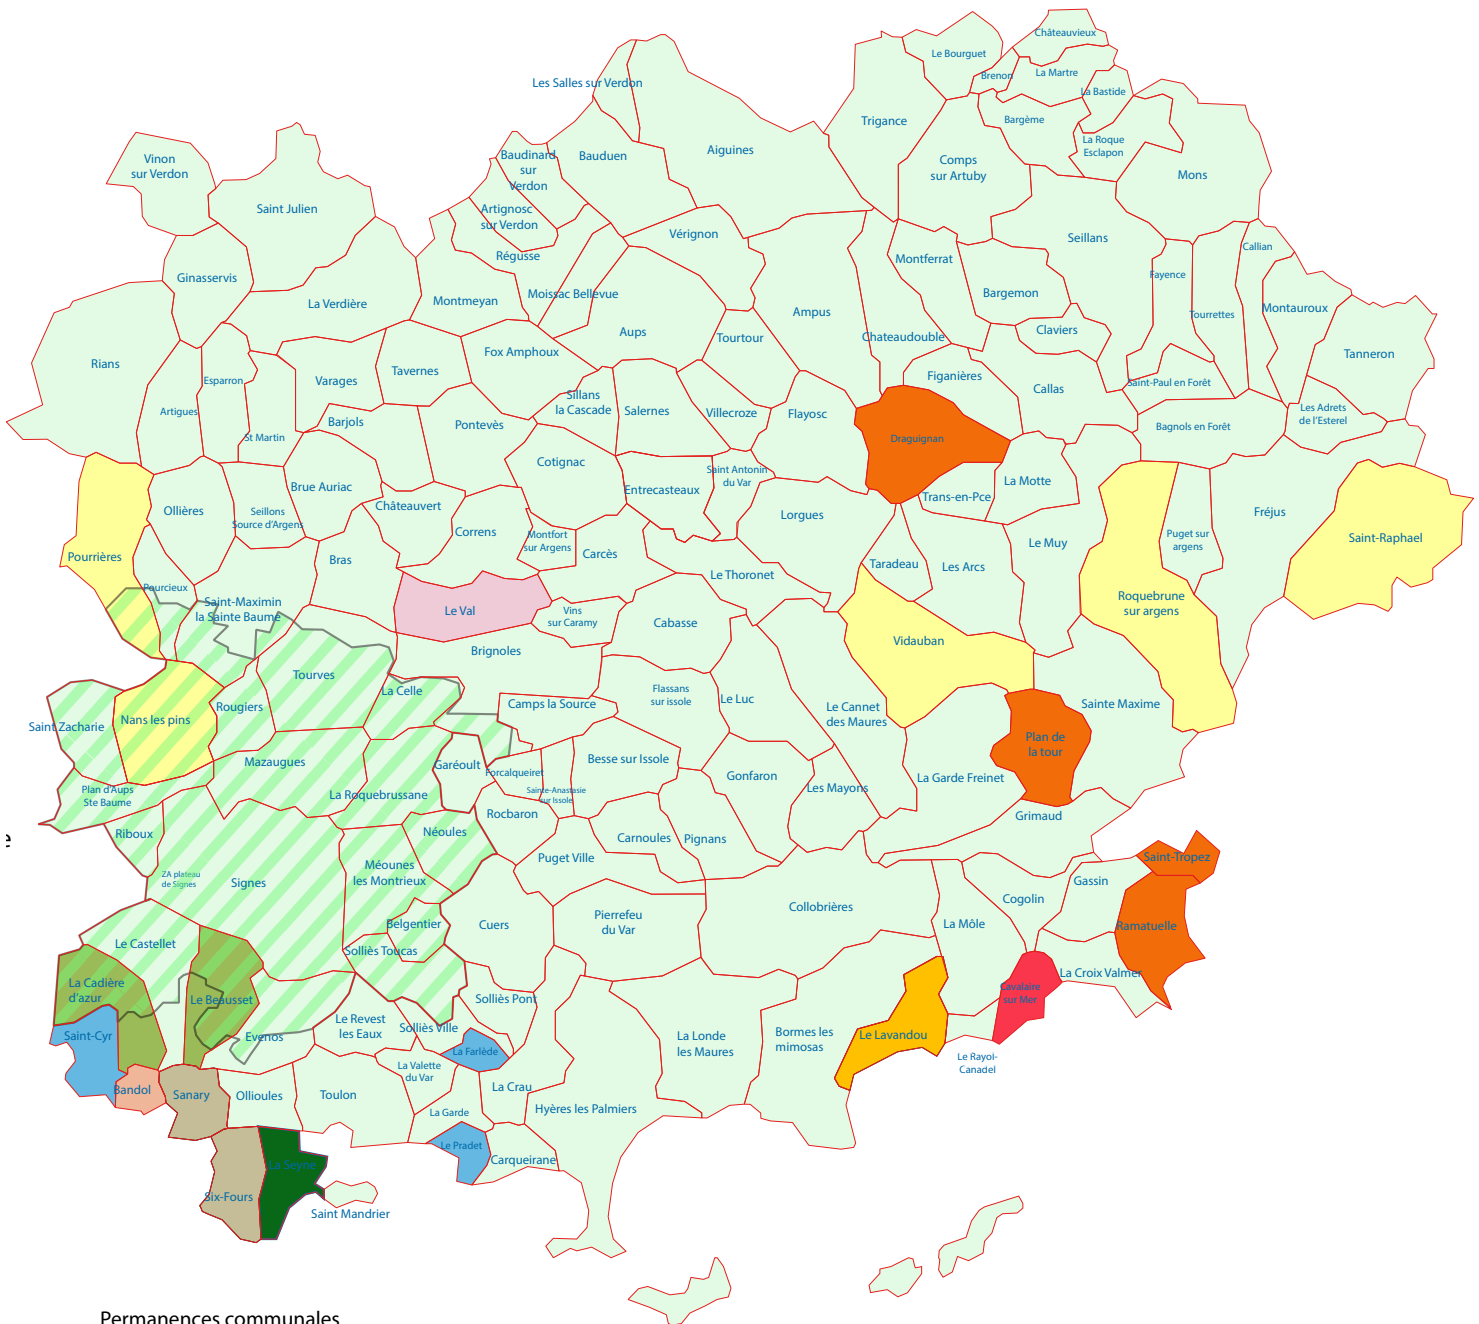 Châteauvieux
Le Bourguet
La Martre
Brenon
Les Salles sur Verdon
La Bastide
Trigance
Bargème
La Roque
Esclapon
Aiguines
Bauduen
Baudinard
sur
Verdon
Vinon
sur Verdon
Comps
sur Artuby
Mons
Saint Julien
Artignosc
sur Verdon
Vérignon
Seillans
Callian
Régusse
Montferrat
Ginasservis
Fayence
Moissac Bellevue
Bargemon
Montmeyan
La Verdière
Montauroux
Ampus
Tourrettes
Aups
Claviers
Tourtour
Chateaudouble
Fox Amphoux
Tanneron
Rians
Tavernes
Esparron
Varages
Figanières
Saint-Paul en Forêt
Callas
Sillans
la Cascade
Salernes
Villecroze
Flayosc
Artigues
Les Adrets
de l'Esterel
Barjols
Pontevès
Bagnols en Forêt
St Martin
Draguignan
Cotignac
Saint Antonin
du Var
La Motte
Brue Auriac
Entrecasteaux
Trans-en-Pce
Châteauvert
Ollières
Seillons
Source d'Argens
Lorgues
Fréjus
Correns
Montfort
sur Argens
Puget sur
argens
Saint-Raphael
Le Muy
Carcès
Pourrières
Bras
Taradeau
Les Arcs
Le Thoronet
Pourcieux
Roquebrune
sur argens
Saint-Maximin
la Sainte Baume
Le Val
Vins
sur Caramy
Cabasse
Vidauban
Brignoles
Tourves
La Celle
Flassans
sur issole
Le Luc
Camps la Source
Sainte Maxime
Rougiers
Le Cannet
des Maures
Nans les pins
Saint Zacharie
Plan de
la tour
Mazaugues
Garéoult
Besse sur Issole
Forcalqueiret
Gonfaron
La Garde Freinet
Les Mayons
Plan d'Aups
Ste Baume
La Roquebrussane
Sainte-Anastasie
sur Issole
Rocbaron
Grimaud
Riboux
Néoules
Carnoules
Pignans
Puget Ville
Saint-Tropez
Méounes
les Montrieux
ZA plateau
de Signes
Signes
Gassin
Cogolin
Collobrières
Pierrefeu
du Var
Cuers
Belgentier
La Môle
Ramatuelle
Le Castellet
Solliès Toucas
La Croix Valmer
La Cadière
d'azur
Cavalaire
sur Mer
Le Beausset
Solliès Pont
Le Revest
les Eaux
Solliès Ville
Saint-Cyr
Evenos
La Londe
les Maures
Bormes les
mimosas
Le Lavandou
La Farlède
Le Rayol-
Canadel
La Valette
du Var
Bandol
Sanary
Ollioules
Toulon
La Crau
La Garde
Hyères les Palmiers
Le Pradet
Carqueirane
La Seyne
Six-Fours
Saint Mandrier
e
Permanences communales